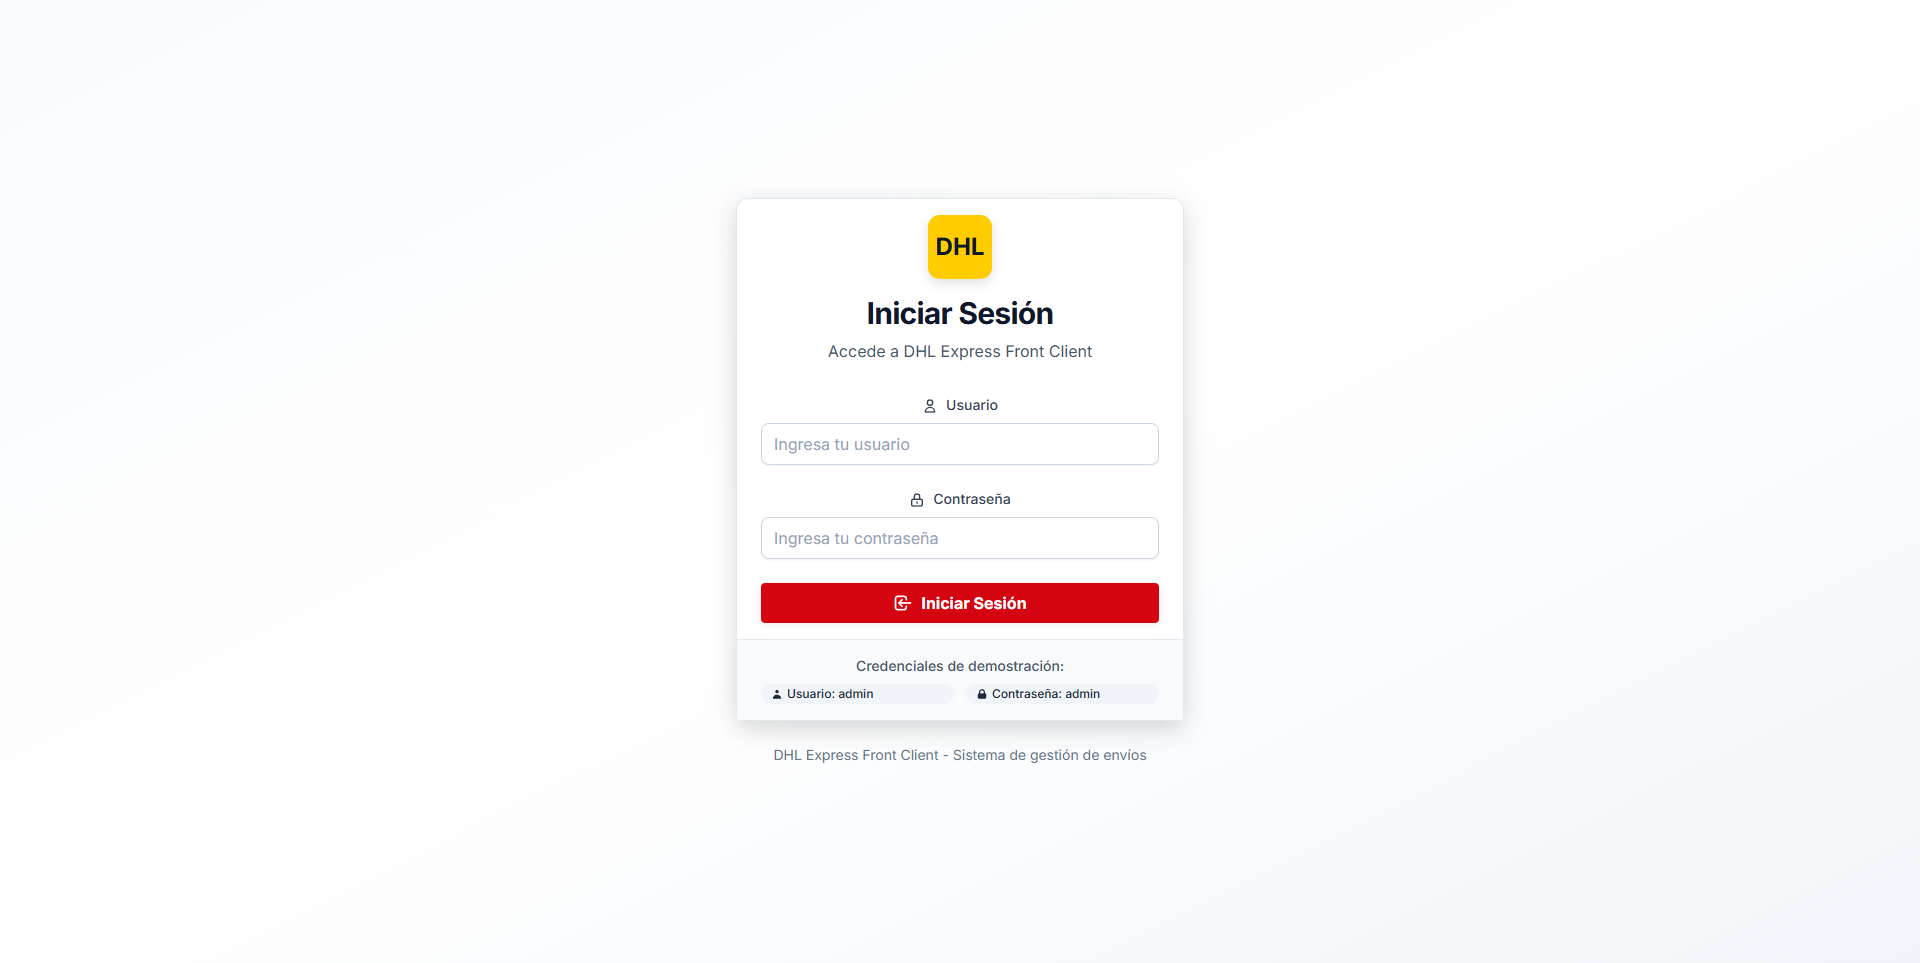 DHL
Iniciar Sesión
Accede a DHL Express Front Client
Usuario
Ingresa tu usuario
Contraseña
Ingresa tu contraseña
Iniciar Sesión
Credenciales de demostración:
Usuario: admin
Contraseña: admin
DHL Express Front Client - Sistema de gestión de envíos